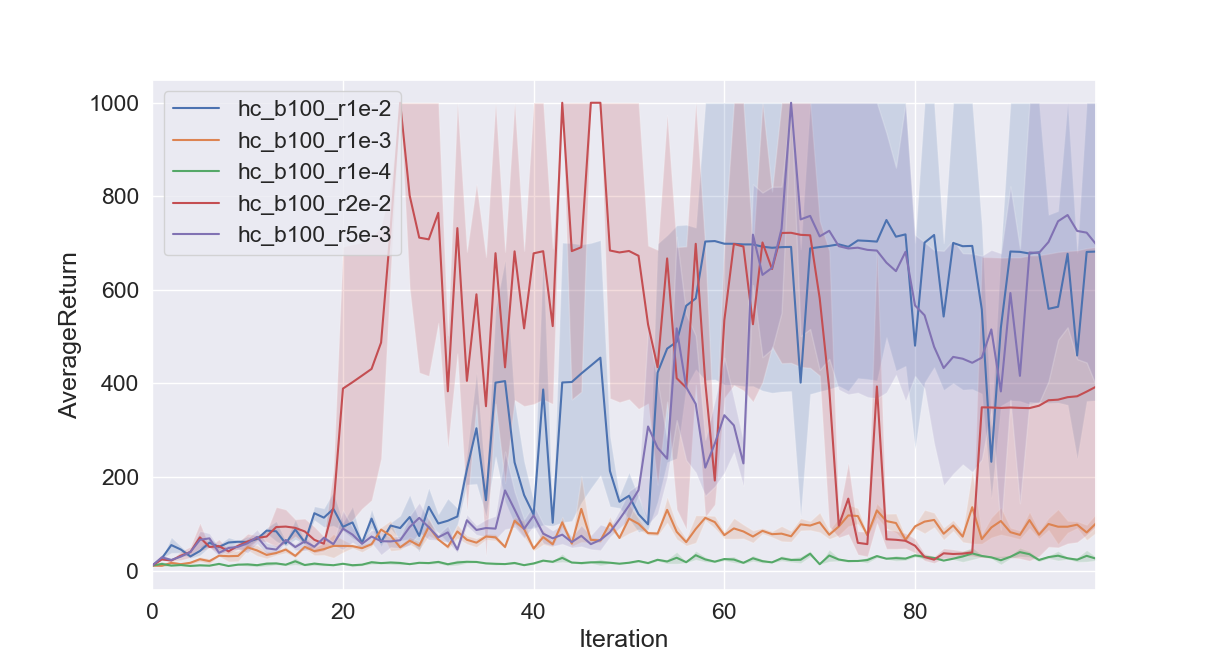 1000
800
600
400
200
0
AverageReturn
hc_b100_r1e-2
hc_b100_r1e-3
hc_b100_r1e-4
hc_b100_r2e-2
hc_b100_r5e-3
0 20 40 60 80
Iteration